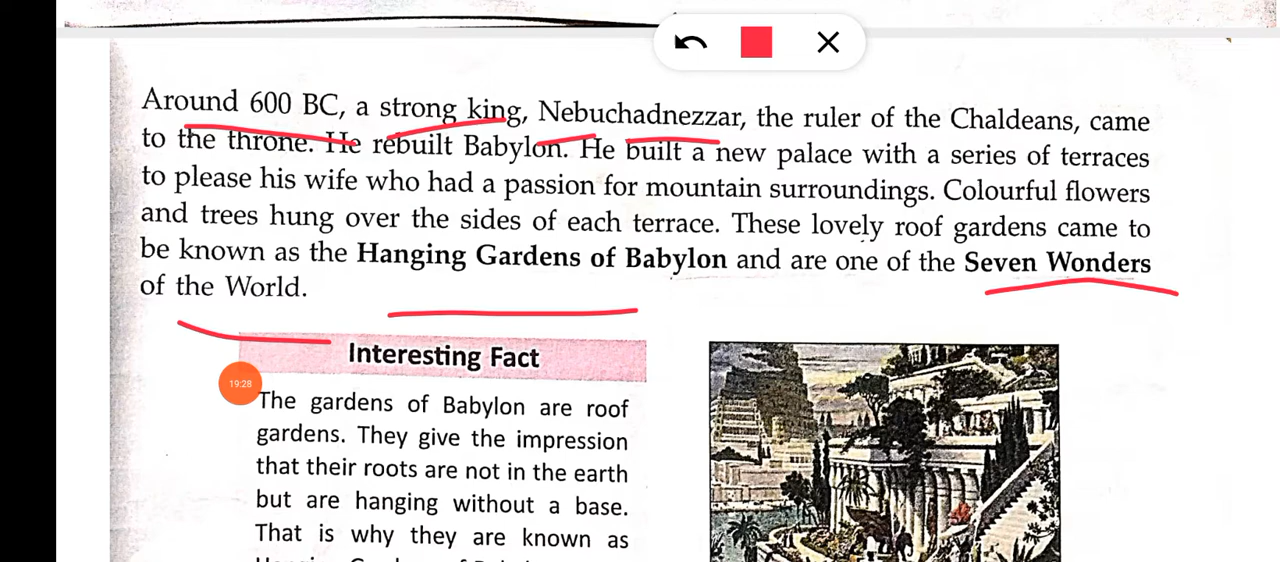 Around 600 BC, a strong king, Nebuchadnezzar, the ruler of the Chaldeans, came
to the throne. He rebuilt Babylon. He built a new palace with a series of terraces
to please his wife who had a passion for mountain surroundings. Colourful flowers
and trees hung over the sides of each terrace. These lovely roof gardens came to
be known as the Hanging Gardens of Babylon and are one of the Seven Wonders
of the World.
Interesting Fact
19:28
The gardens of Babylon are roof
gardens. They give the impression
that their roots are not in the earth
but are hanging without a base.
That is why they are known as